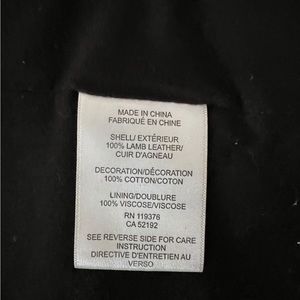 MADE IN CHINA
FABRIQUÉ EN CHINE
SHELL/ EXTÉRIEUR
100% LAMB LEATHER/
CUIR D'AGNEAU
DECORATION/DÉCORATION
100% COTTON/COTON
LINING/DOUBLURE
100% VISCOSE/VISCOSE
RN 119376
CA 52192
SEE REVERSE SIDE FOR CARE
INSTRUCTION
DIRECTIVE D'ENTRETIEN AU
VERSO